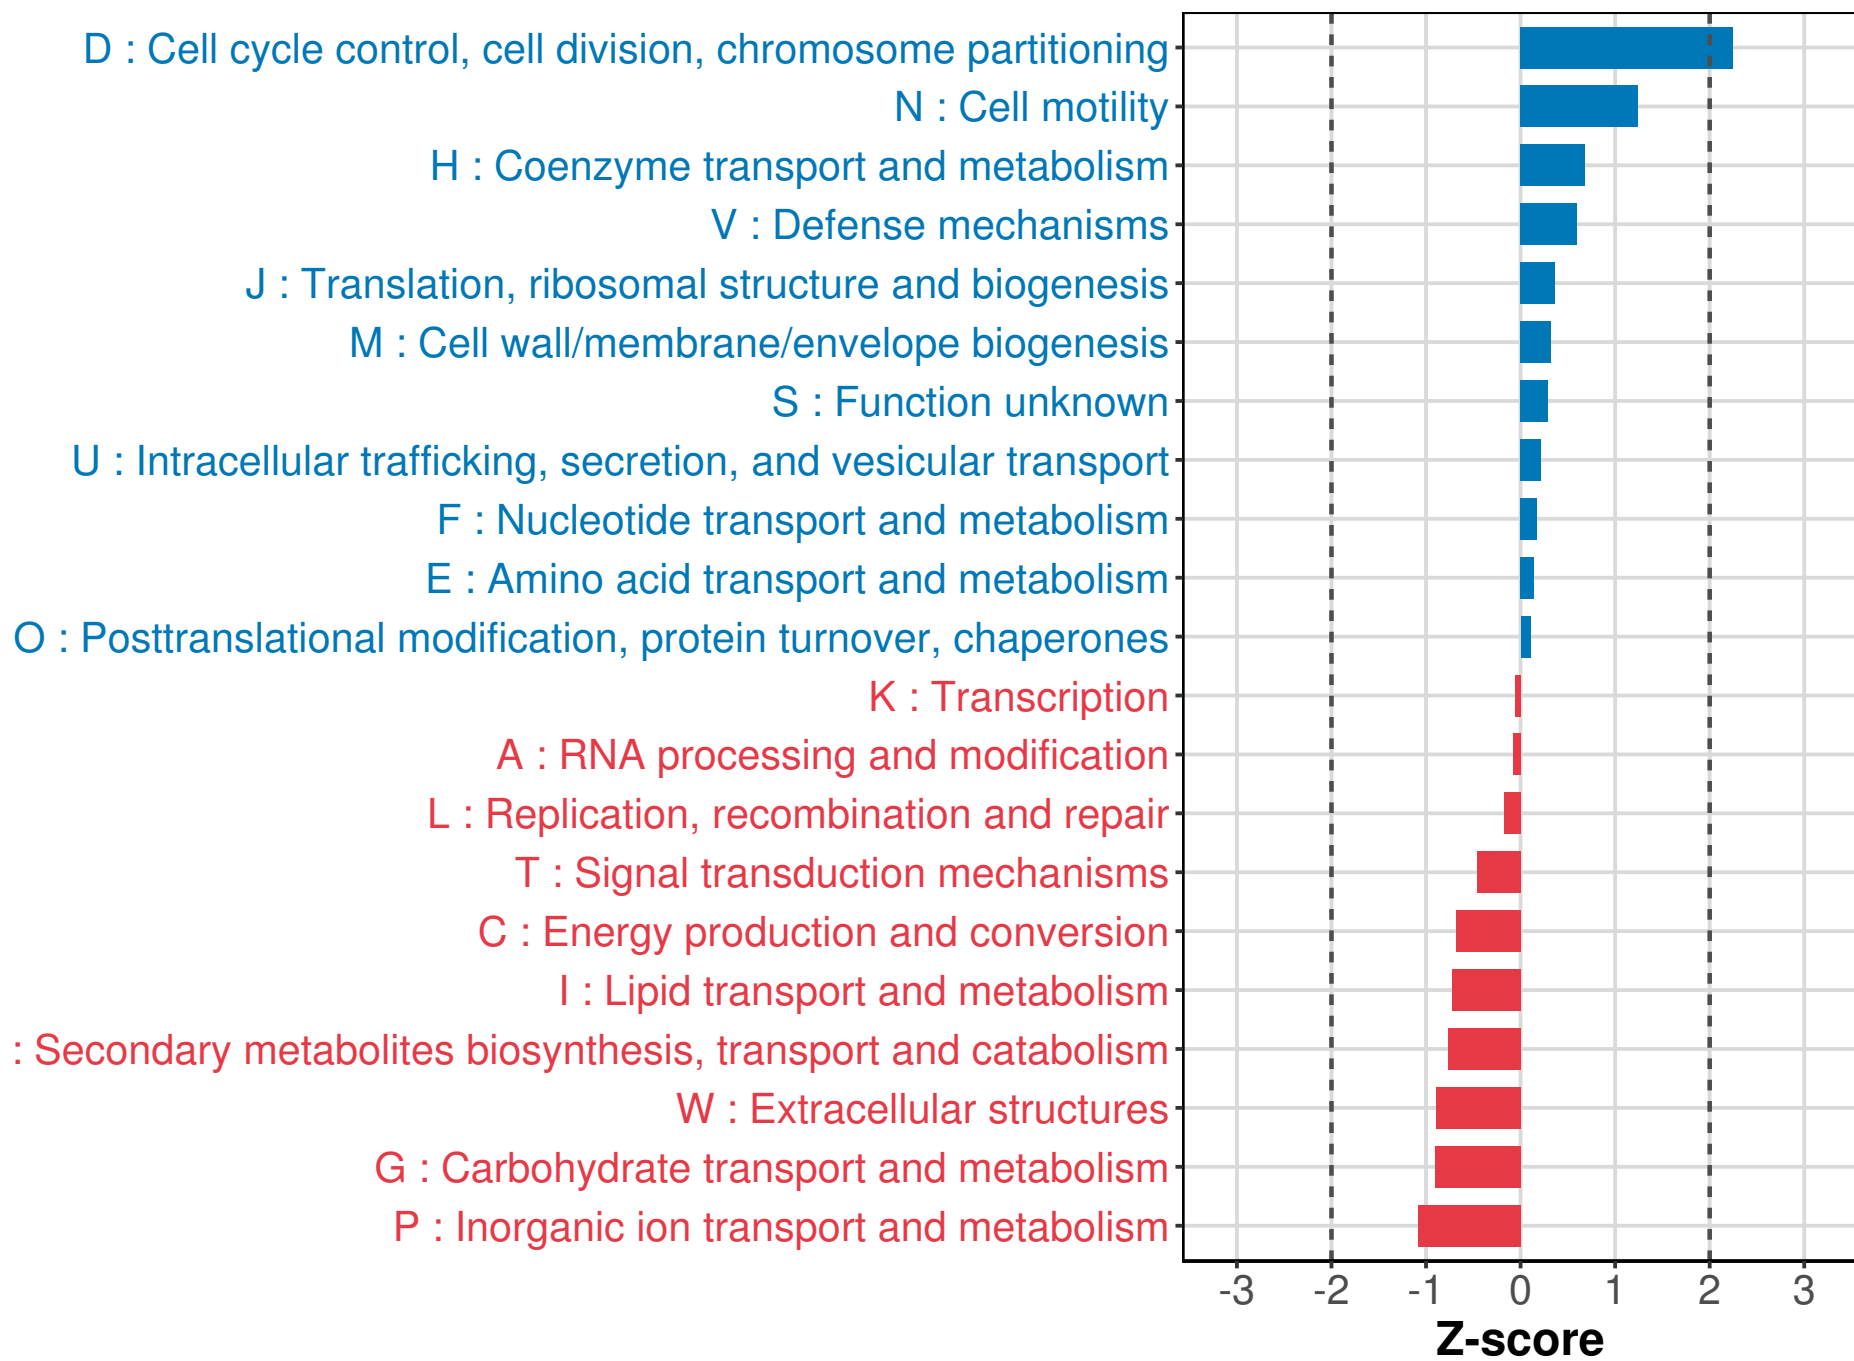 D : Cell cycle control, cell division, chromosome partitioning
N : Cell motility
H : Coenzyme transport and metabolism
V : Defense mechanisms
J : Translation, ribosomal structure and biogenesis
M : Cell wall/membrane/envelope biogenesis
S : Function unknown
U : Intracellular trafficking, secretion, and vesicular transport
F : Nucleotide transport and metabolism
E : Amino acid transport and metabolism
O : Posttranslational modification, protein turnover, chaperones
K : Transcription
A : RNA processing and modification
L : Replication, recombination and repair
T : Signal transduction mechanisms
C : Energy production and conversion
I : Lipid transport and metabolism
: Secondary metabolites biosynthesis, transport and catabolism
W : Extracellular structures
G : Carbohydrate transport and metabolism
P : Inorganic ion transport and metabolism
-3 -2 -1 0 1 2 3
Z-score